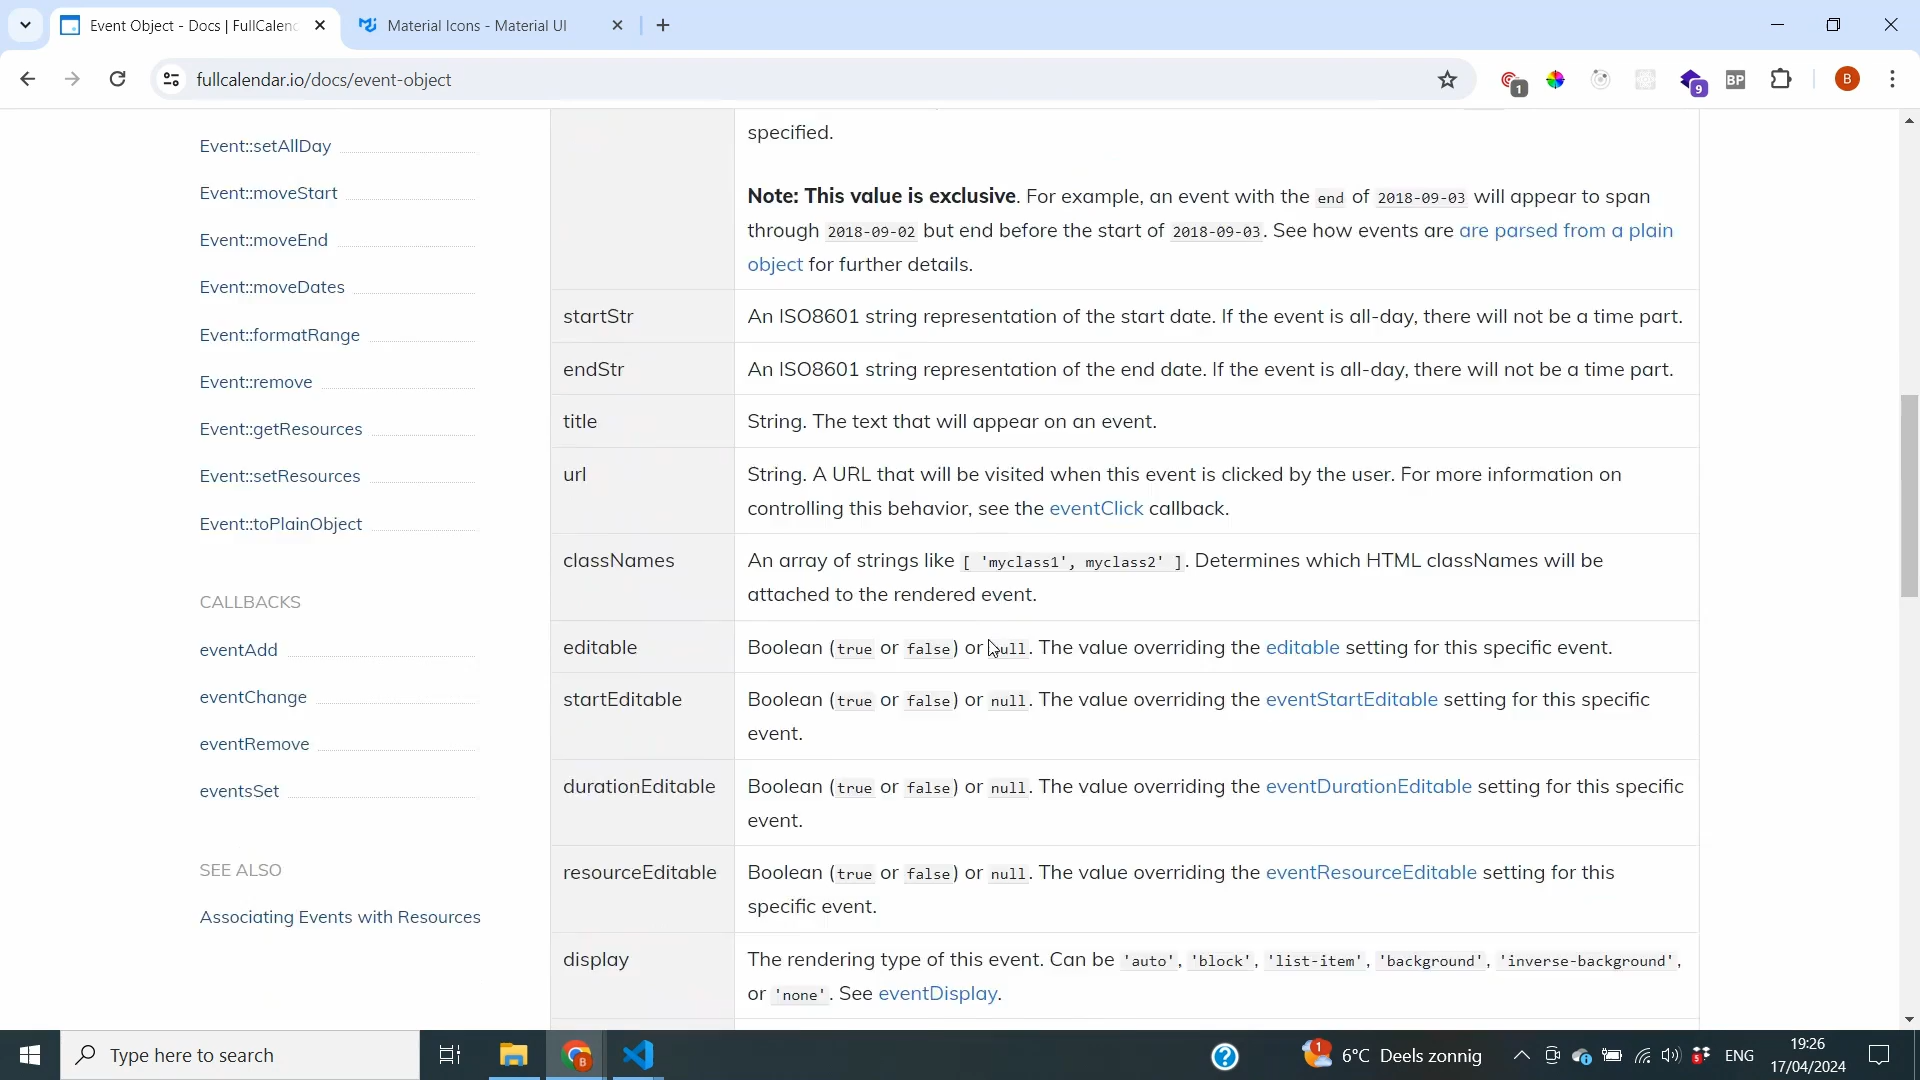 Event Object - Docs | FullCalend
Material Icons - Material UI
fullcalendar.io/docs/event-object
1
9
BP
B
Event::setAllDay
Event::moveStart
Event::moveEnd
Event::moveDates
Event::formatRange
Event::remove
Event::getResources
Event::setResources
Event::toPlainObject
CALLBACKS
eventAdd
eventChange
eventRemove
eventsSet
SEE ALSO
Associating Events with Resources
specified.
Note: This value is exclusive. For example, an event with the end of 2018-09-03 will appear to span
through 2018-09-02 but end before the start of 2018-09-03. See how events are are parsed from a plain
object for further details.
startStr
An ISO8601 string representation of the start date. If the event is all-day, there will not be a time part.
endStr
An ISO8601 string representation of the end date. If the event is all-day, there will not be a time part.
title
String. The text that will appear on an event.
url
String. A URL that will be visited when this event is clicked by the user. For more information on
controlling this behavior, see the eventClick callback.
classNames
An array of strings like [ 'myclass1', myclass2' ]. Determines which HTML classNames will be
attached to the rendered event.
editable
Boolean (true or false) or null. The value overriding the editable setting for this specific event.
startEditable
Boolean (true or false) or null. The value overriding the eventStartEditable setting for this specific
event.
durationEditable
Boolean (true or false) or null. The value overriding the eventDurationEditable setting for this specific
event.
resourceEditable
Boolean (true or false) or null. The value overriding the eventResourceEditable setting for this
specific event.
display
The rendering type of this event. Can be 'auto', 'block', 'list-item', 'background', 'inverse-background',
or 'none'. See eventDisplay.
Type here to search
1
6°C Deels zonnig
ENG
19:26
17/04/2024